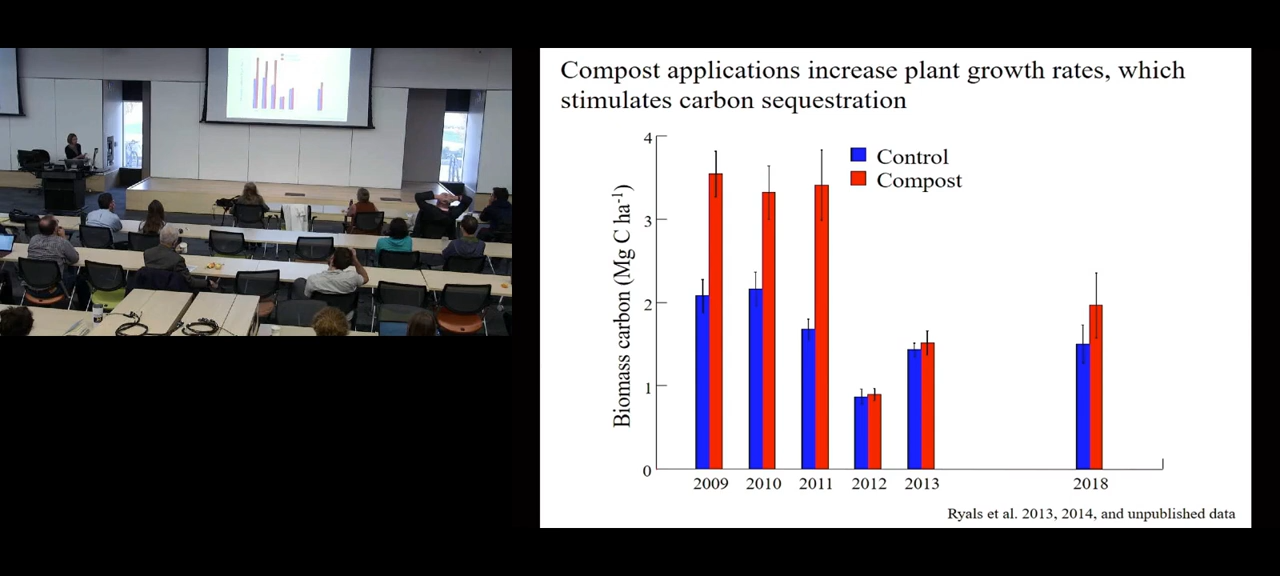 Compost applications increase plant growth rates, which
stimulates carbon sequestration
Biomass carbon (Mg C ha⁻¹)
4
3
2
1
0
Control
Compost
2009 2010 2011 2012 2013 2018
Ryals et al. 2013, 2014, and unpublished data